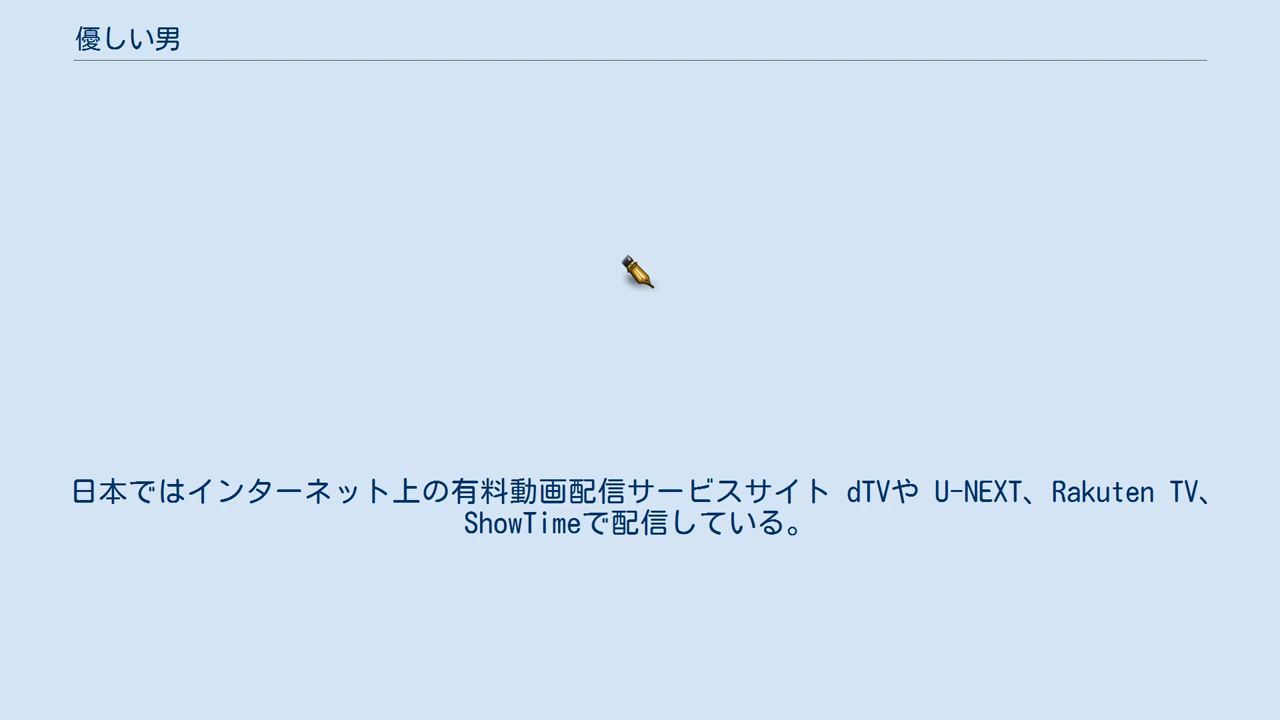 優しい男
日本ではインターネット上の有料動画配信サービスサイト dTVや U-NEXT、Rakuten TV、
ShowTimeで配信している。